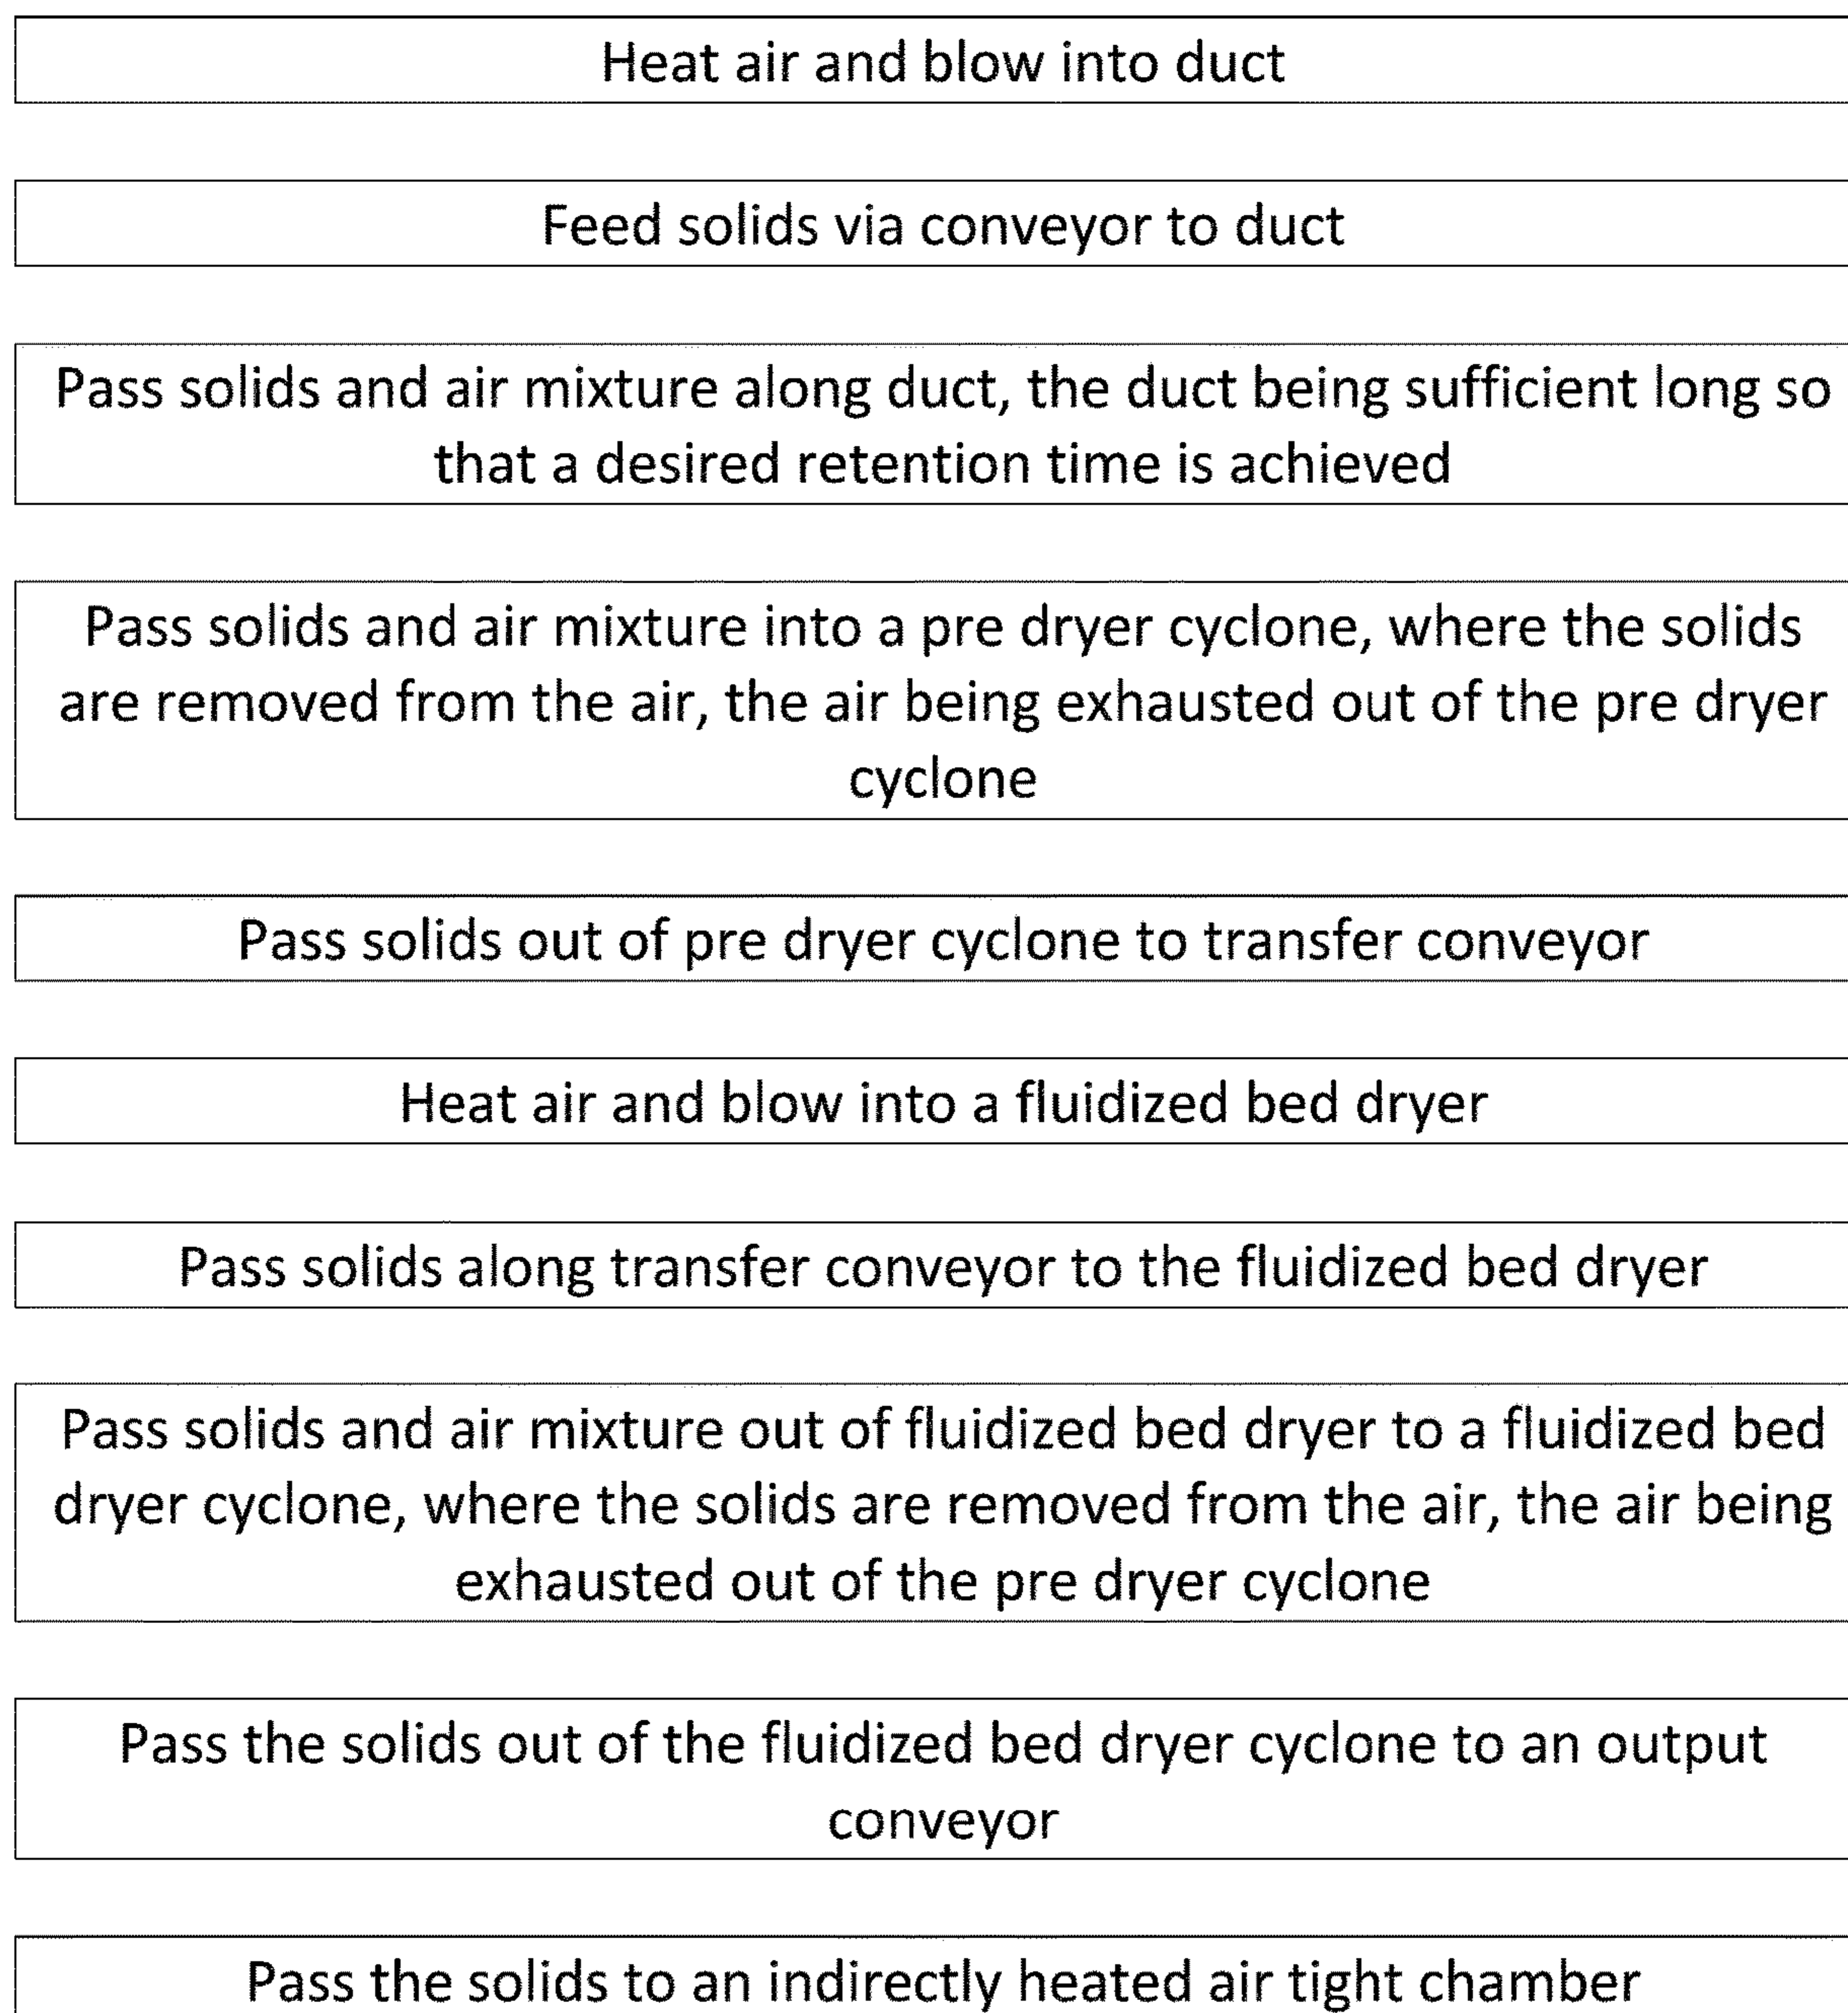 Heat air and blow into duct
Feed solids via conveyor to duct
Pass solids and air mixture along duct, the duct being sufficient long so
that a desired retention time is achieved
Pass solids and air mixture into a pre dryer cyclone, where the solids
are removed from the air, the air being exhausted out of the pre dryer
cyclone
Pass solids out of pre dryer cyclone to transfer conveyor
Heat air and blow into a fluidized bed dryer
Pass solids along transfer conveyor to the fluidized bed dryer
Pass solids and air mixture out of fluidized bed dryer to a fluidized bed
dryer cyclone, where the solids are removed from the air, the air being
exhausted out of the pre dryer cyclone
Pass the solids out of the fluidized bed dryer cyclone to an output
conveyor
Pass the solids to an indirectly heated air tight chamber